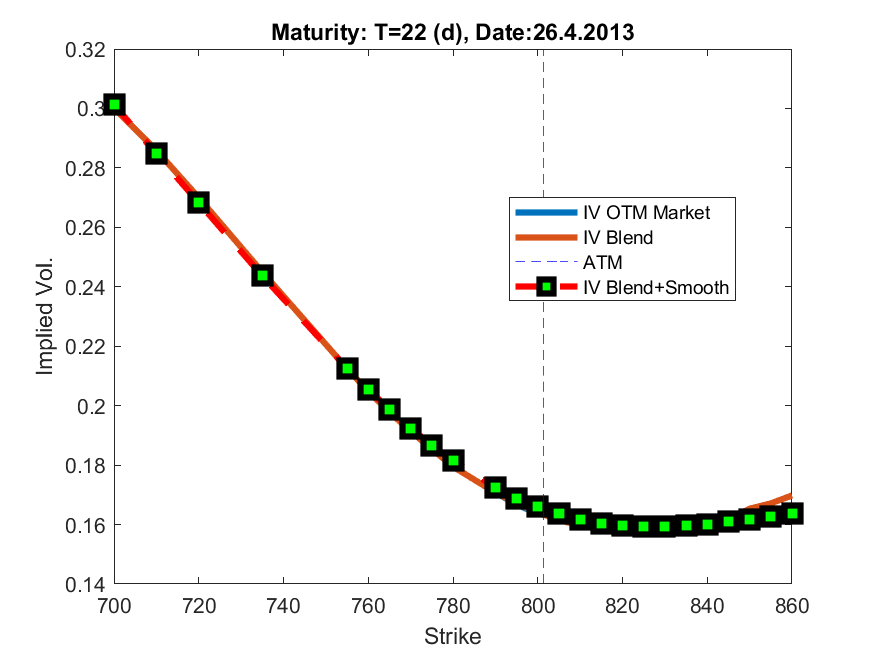 Maturity: T=22 (d), Date:26.4.2013
0.32
0.3
0.28
0.26
0.24
0.22
0.2
0.18
0.16
0.14
Implied Vol.
IV OTM Market
IV Blend
ATM
IV Blend+Smooth
700 720 740 760 780 800 820 840 860
Strike